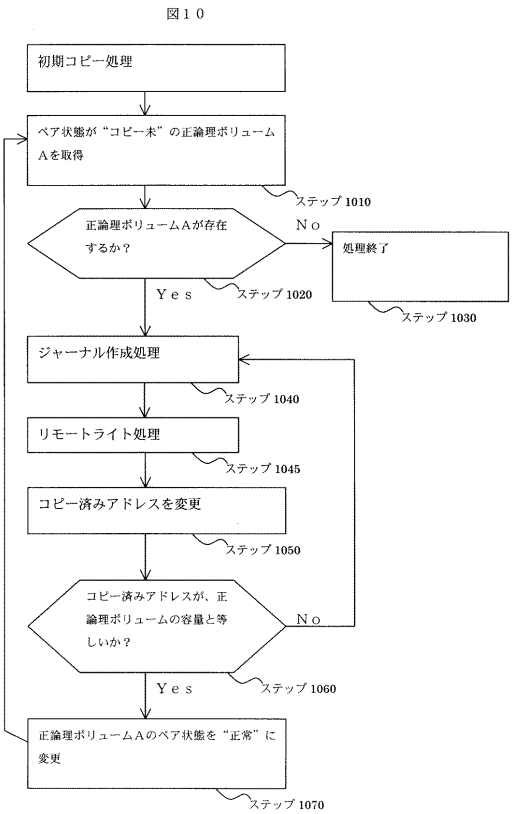 図１０
初期コピー処理
ペア状態が“コピー未”の正論理ボリューム
Ａを取得
ステップ 1010
正論理ボリュームＡが存在
するか？
Ｎｏ
処理終了
ステップ 1030
Ｙｅｓ
ステップ 1020
ジャーナル作成処理
ステップ 1040
リモートライト処理
ステップ 1045
コピー済みアドレスを変更
ステップ 1050
コピー済みアドレスが、正
論理ボリュームの容量と等
しいか？
Ｎｏ
Ｙｅｓ
ステップ 1060
正論理ボリュームＡのペア状態を“正常”に
変更
ステップ 1070